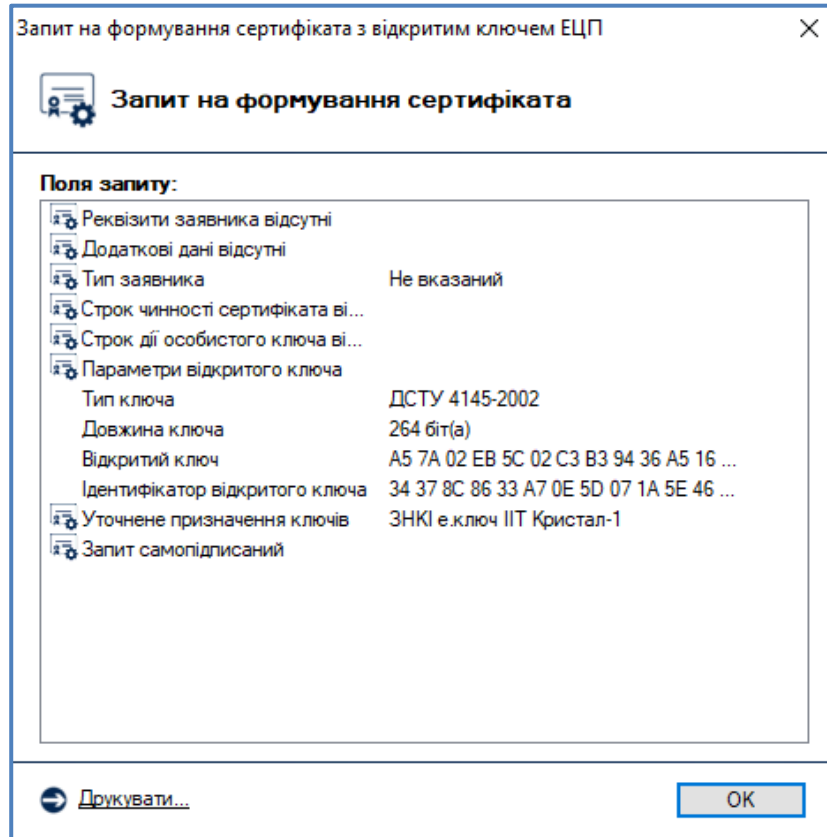 Запит на формування сертифіката з відкритим ключем ЕЦП
Запит на формування сертифіката
Поля запиту:
Реквізити заявника відсутні
Додаткові дані відсутні
Тип заявника Не вказаний
Строк чинності сертифіката ві...
Строк дії особистого ключа ві...
Параметри відкритого ключа
Тип ключа ДСТУ 4145-2002
Довжина ключа 264 біт(а)
Відкритий ключ A5 7A 02 EB 5C 02 C3 B3 94 36 A5 16 ...
Ідентифікатор відкритого ключа 34 37 8C 86 33 A7 0E 5D 07 1A 5E 46 ...
Уточнене призначення ключів ЗНКІ е.ключ ІІТ Кристал-1
Запит самопідписаний
Друкувати...
OK